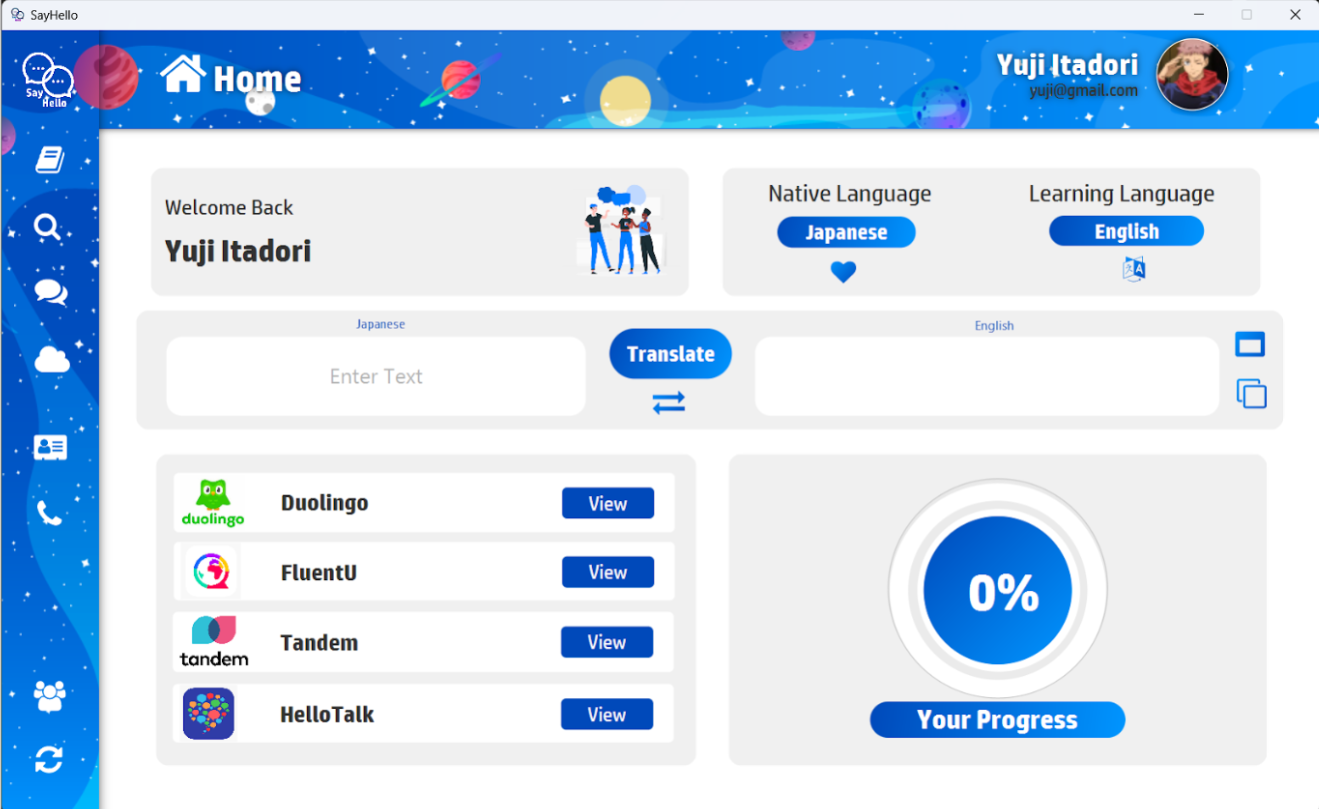 SayHello
Say
Hello
Home
Yuji Itadori
yuji@gmail.com
Welcome Back
Yuji Itadori
Native Language
Learning Language
Japanese
English
Japanese
English
Enter Text
Translate
duolingo
Duolingo
View
FluentU
View
tandem
Tandem
View
HelloTalk
View
0%
Your Progress